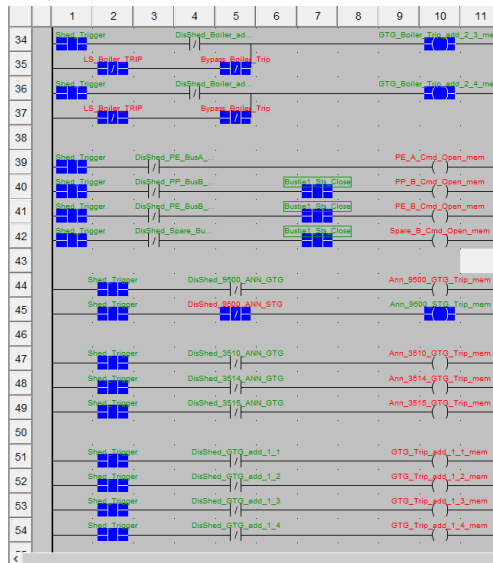 1 2 3 4 5 6 7 8 9 10 11
34 Shed_Trigger DisShed_Boiler_ad... GTG_Boiler_Trip_add_2_3_me
35 LS_Boiler_TRIP Bypass_Boiler_Trip
36 Shed_Trigger DisShed_Boiler_ad... GTG_Boiler_Trip_add_2_4_me
37 LS_Boiler_TRIP Bypass_Boiler_Trip
38
39 Shed_Trigger DisShed_PE_BusA_... PE_A_Cmd_Open_mem
40 Shed_Trigger DisShed_PP_BusB_... Bustie1_Sts_Close PP_B_Cmd_Open_mem
41 Shed_Trigger DisShed_PE_BusB_... Bustie1_Sts_Close PE_B_Cmd_Open_mem
42 Shed_Trigger DisShed_Spare_Bu... Bustie1_Sts_Close Spare_B_Cmd_Open_mem
43
44 Shed_Trigger DisShed_9500_ANN_GTG Ann_9500_GTG_Trip_mem
45 Shed_Trigger DisShed_9500_ANN_STG Ann_9500_STG_Trip_mem
46
47 Shed_Trigger DisShed_3510_ANN_GTG Ann_3510_GTG_Trip_mem
48 Shed_Trigger DisShed_3514_ANN_GTG Ann_3514_GTG_Trip_mem
49 Shed_Trigger DisShed_3515_ANN_GTG Ann_3515_GTG_Trip_mem
50
51 Shed_Trigger DisShed_GTG_add_1_1 GTG_Trip_add_1_1_mem
52 Shed_Trigger DisShed_GTG_add_1_2 GTG_Trip_add_1_2_mem
53 Shed_Trigger DisShed_GTG_add_1_3 GTG_Trip_add_1_3_mem
54 Shed_Trigger DisShed_GTG_add_1_4 GTG_Trip_add_1_4_mem